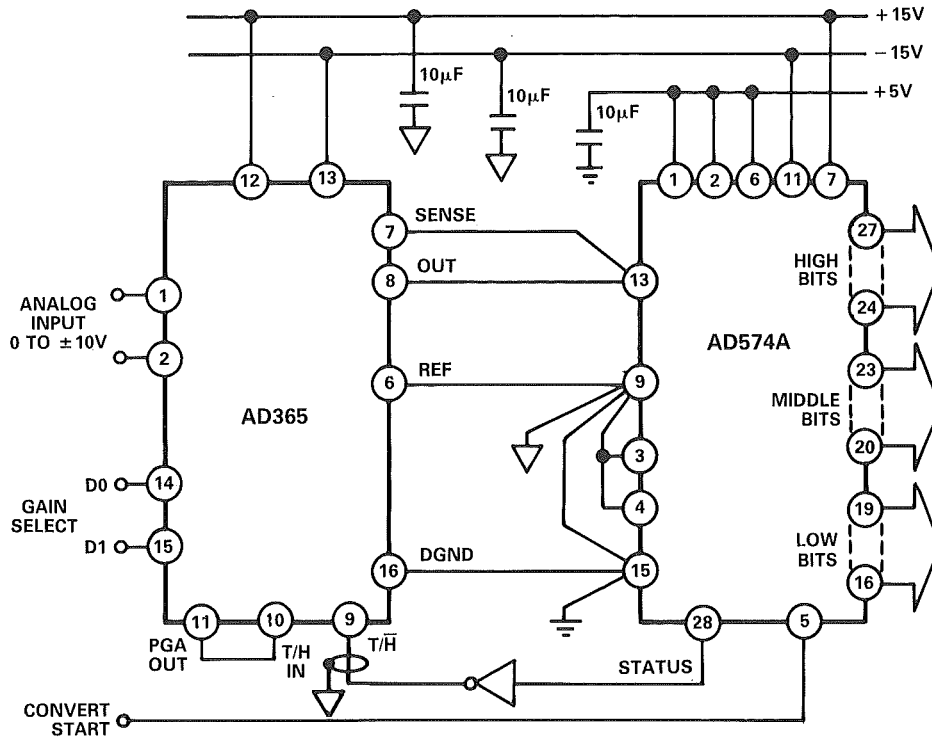 +15V
−15V
10μF
10μF
10μF
+5V
12
13
1
2
6
11
7
7
SENSE
8
OUT
13
27
HIGH
BITS
24
1
ANALOG
INPUT
0 TO ±10V
2
AD365
6
REF
9
AD574A
3
4
23
MIDDLE
BITS
20
D0
14
GAIN
SELECT
D1
15
16
DGND
15
19
LOW
BITS
16
11
10
9
PGA
OUT
T/H
IN
T/H̅
28
5
STATUS
CONVERT
START